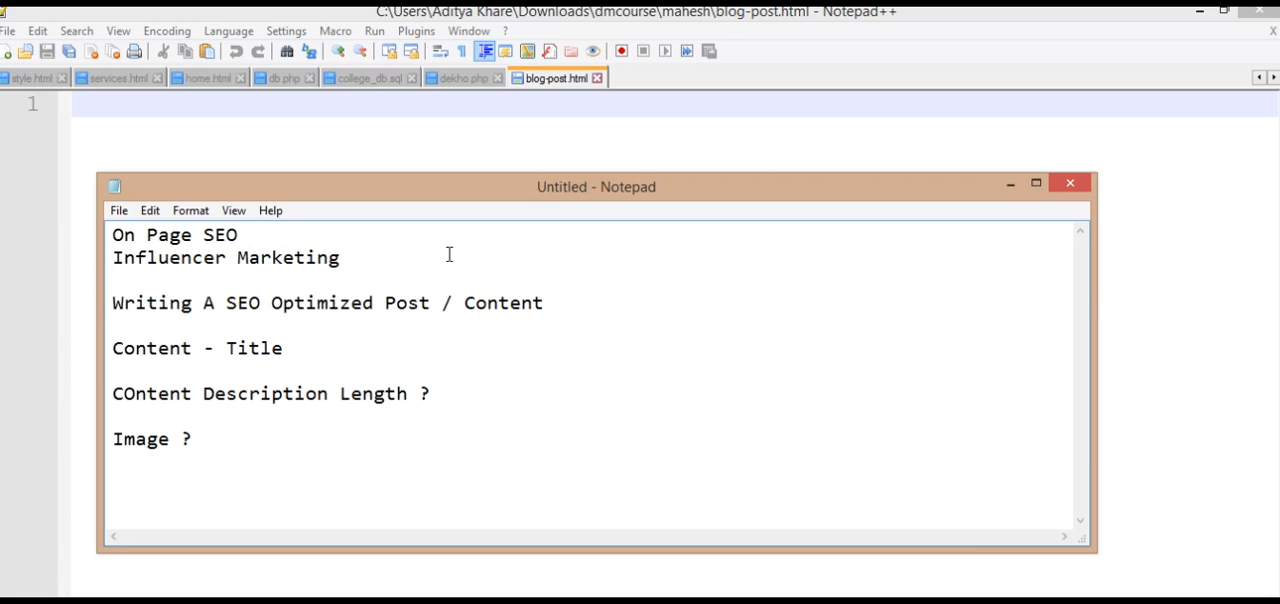 C:\Users\Aditya Khare\Downloads\dmcourse\mahesh\blog-post.html - Notepad++
File Edit Search View Encoding Language Settings Macro Run Plugins Window ? X
style.html services.html home.html db.php college_db.sql dekho.php blog-post.html
1
Untitled - Notepad
File Edit Format View Help
On Page SEO
Influencer Marketing
Writing A SEO Optimized Post / Content
Content - Title
COntent Description Length ?
Image ?